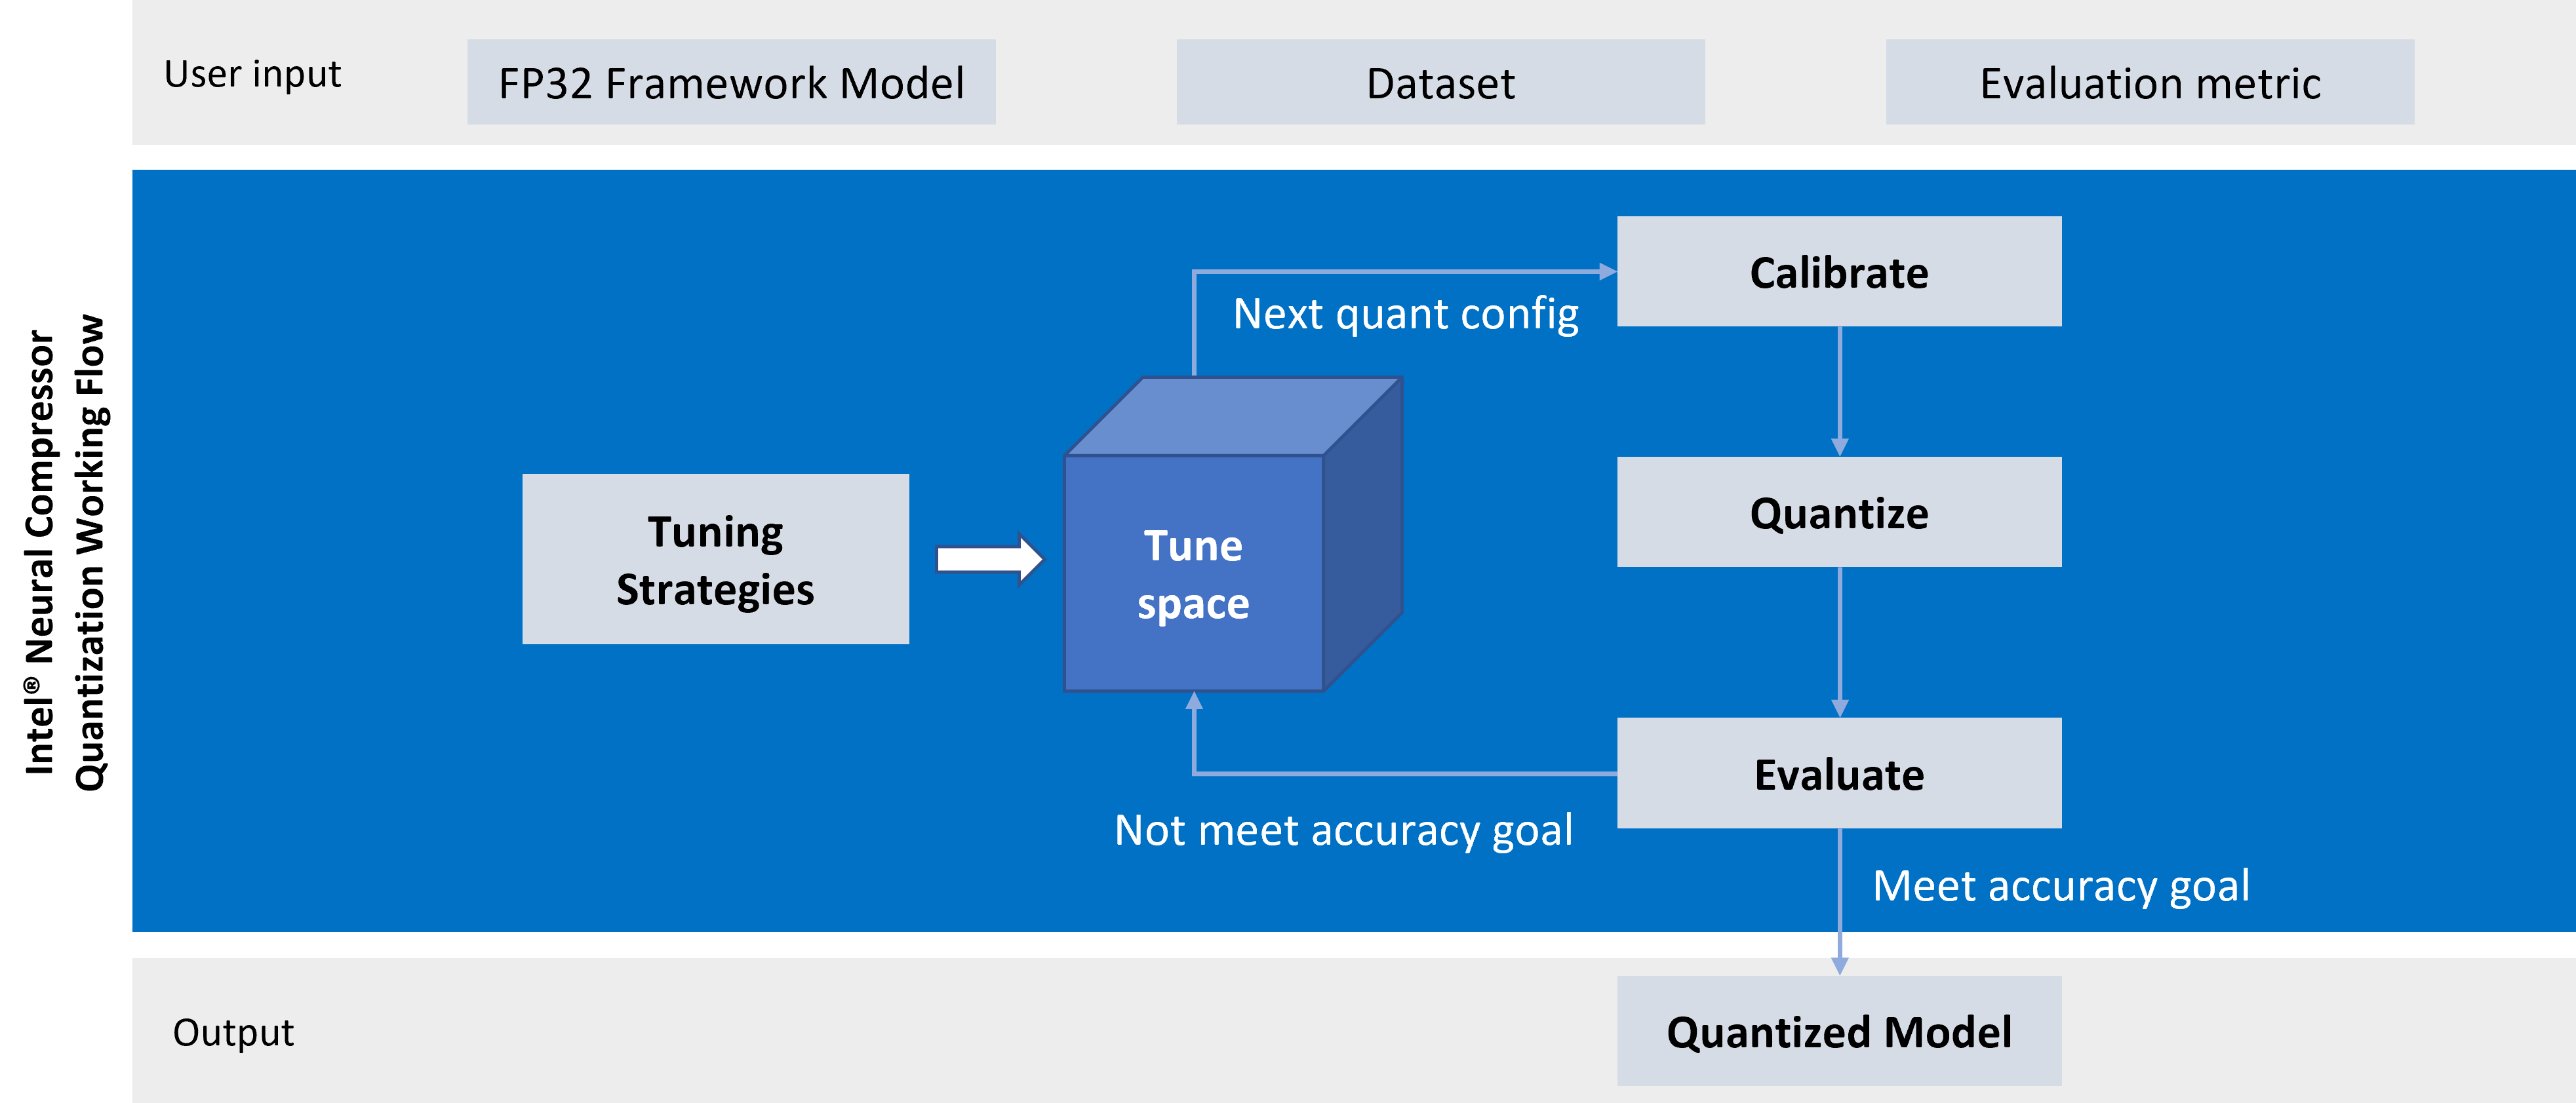 User input
FP32 Framework Model
Dataset
Evaluation metric
Intel® Neural Compressor
Quantization Working Flow
Calibrate
Next quant config
Quantize
Tuning
Strategies
Tune
space
Evaluate
Not meet accuracy goal
Meet accuracy goal
Output
Quantized Model